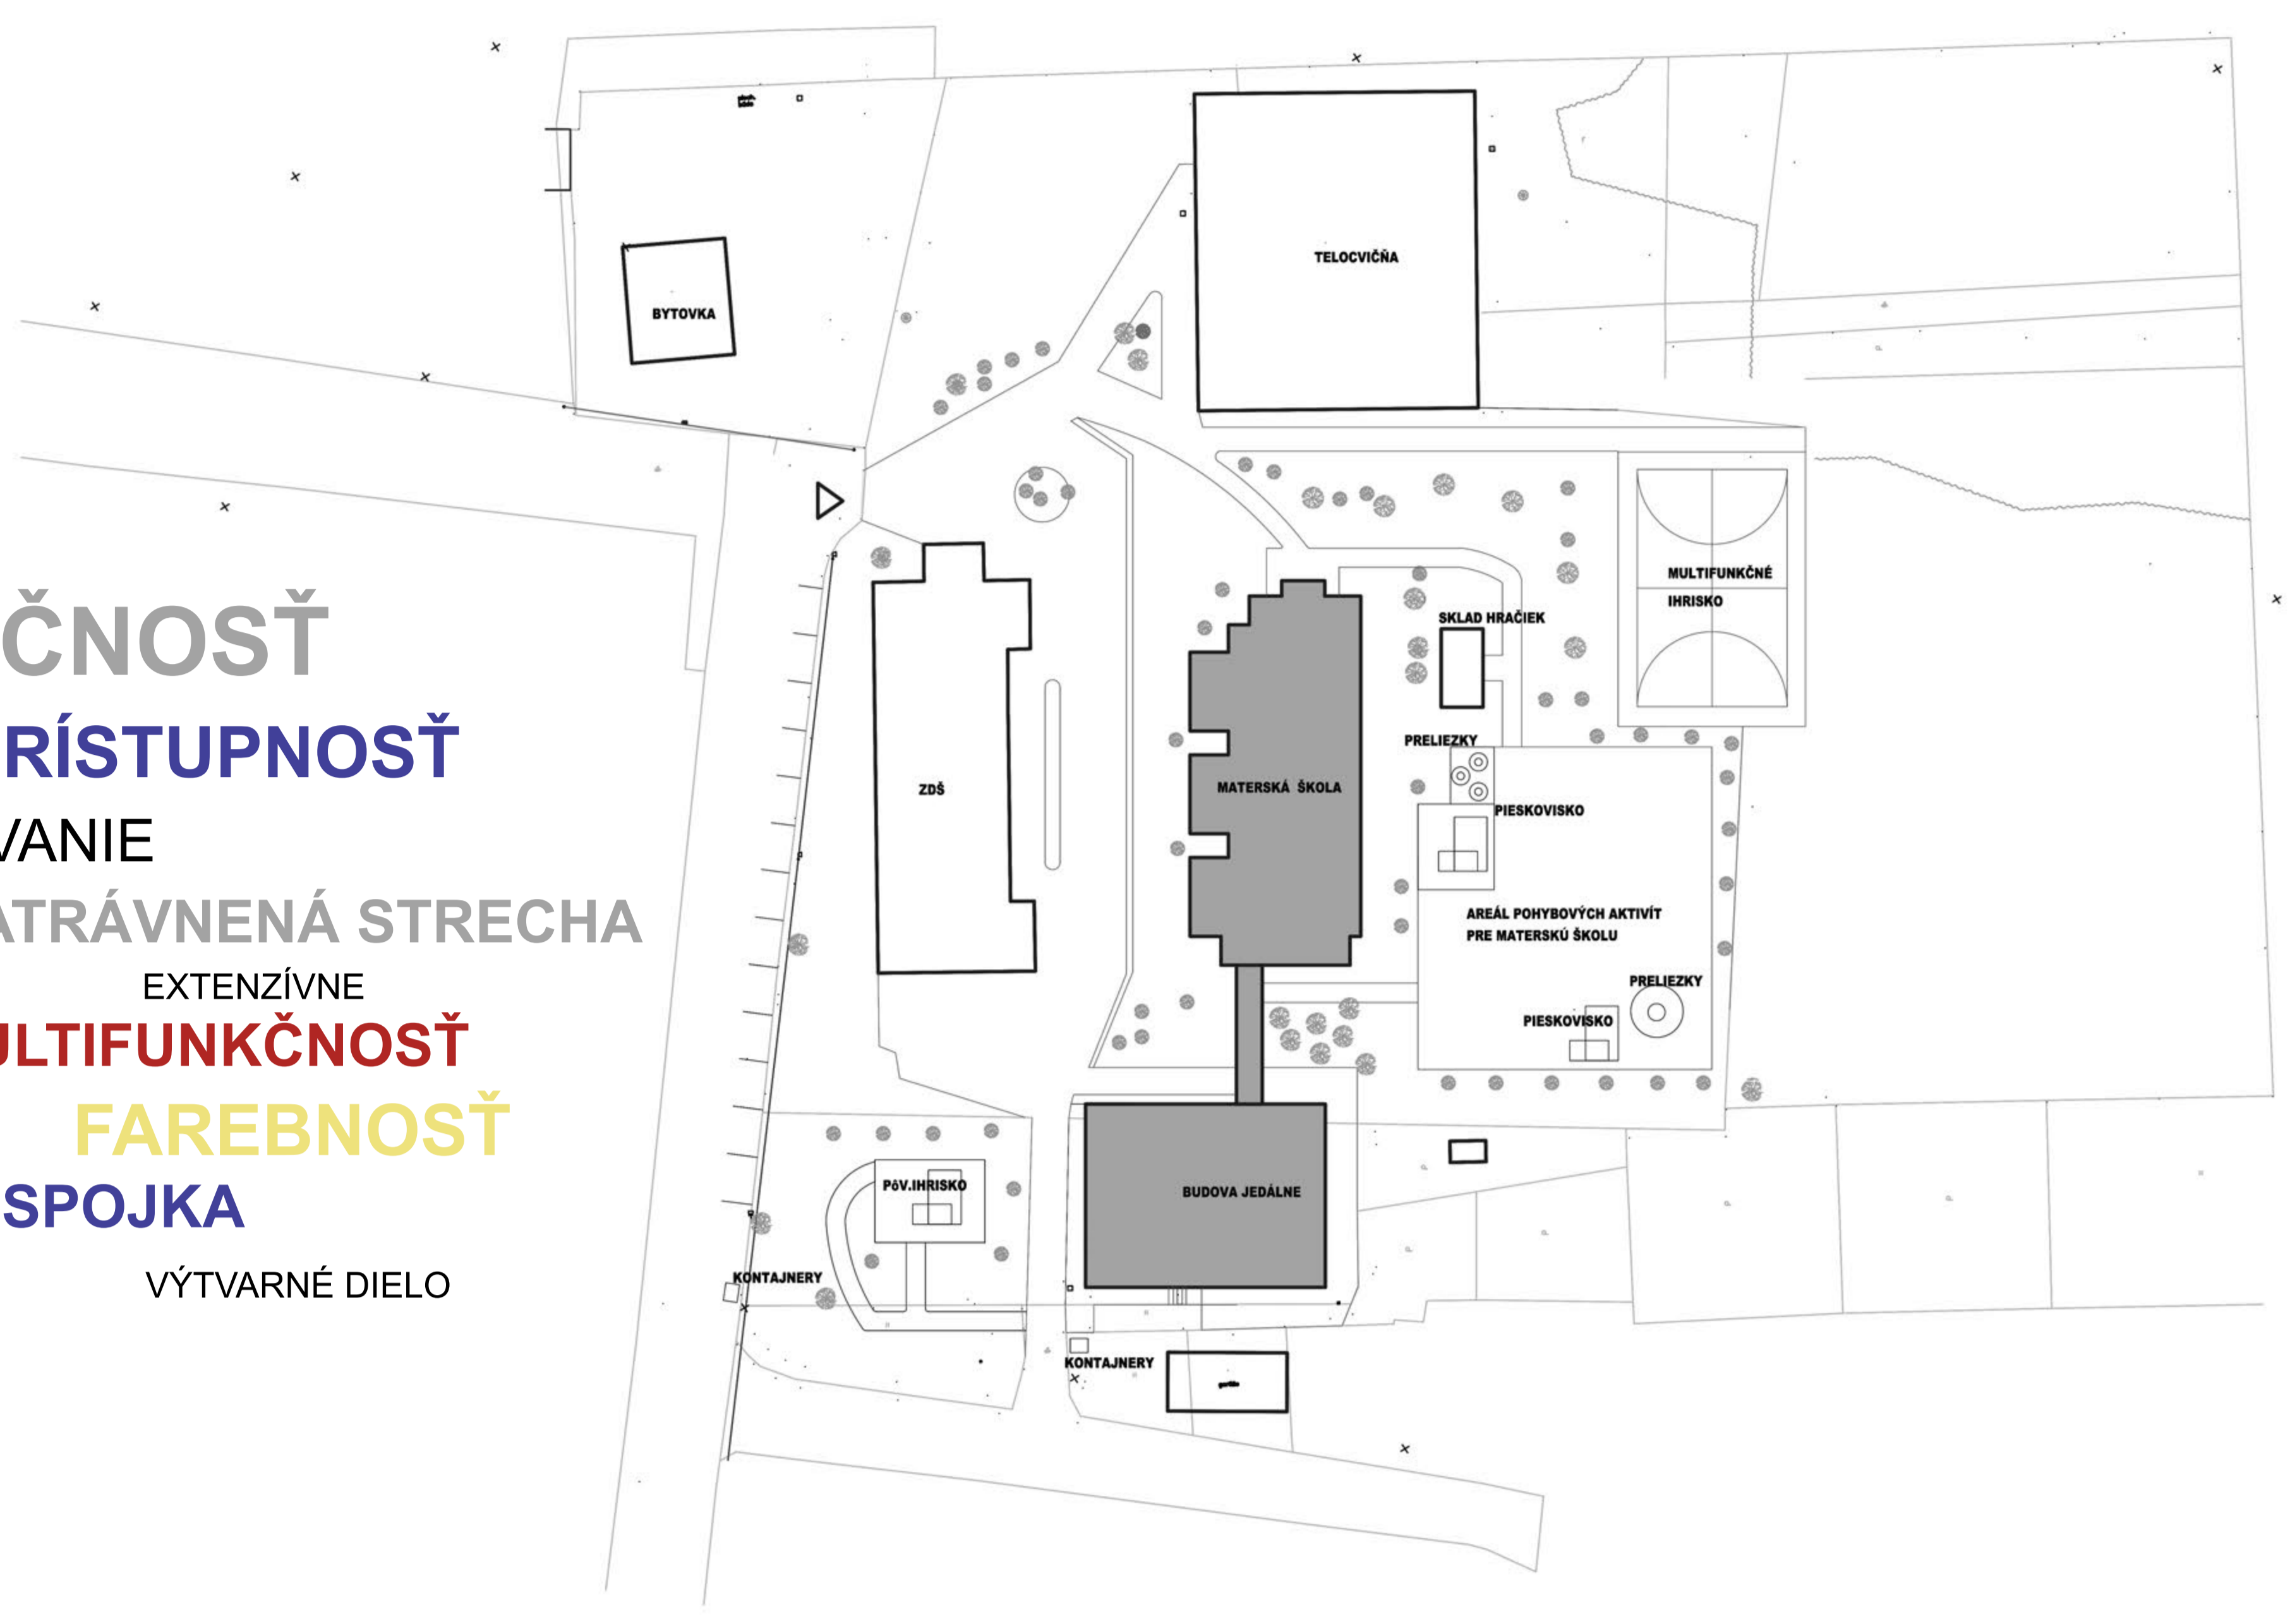 ČNOSŤ
RÍSTUPNOSŤ
VANIE
ATRÁVNENÁ STRECHA
EXTENZÍVNE
ULTIFUNKČNOSŤ
FAREBNOSŤ
SPOJKA
VÝTVARNÉ DIELO
BYTOVKA
TELOCVIČŇA
MULTIFUNKČNÉ
IHRISKO
SKLAD HRAČIEK
PRELIEZKY
ZDŠ
MATERSKÁ ŠKOLA
PIESKOVISKO
AREÁL POHYBOVÝCH AKTIVÍT
PRE MATERSKÚ ŠKOLU
PRELIEZKY
PIESKOVISKO
PôV.IHRISKO
BUDOVA JEDÁLNE
KONTAJNERY
KONTAJNERY